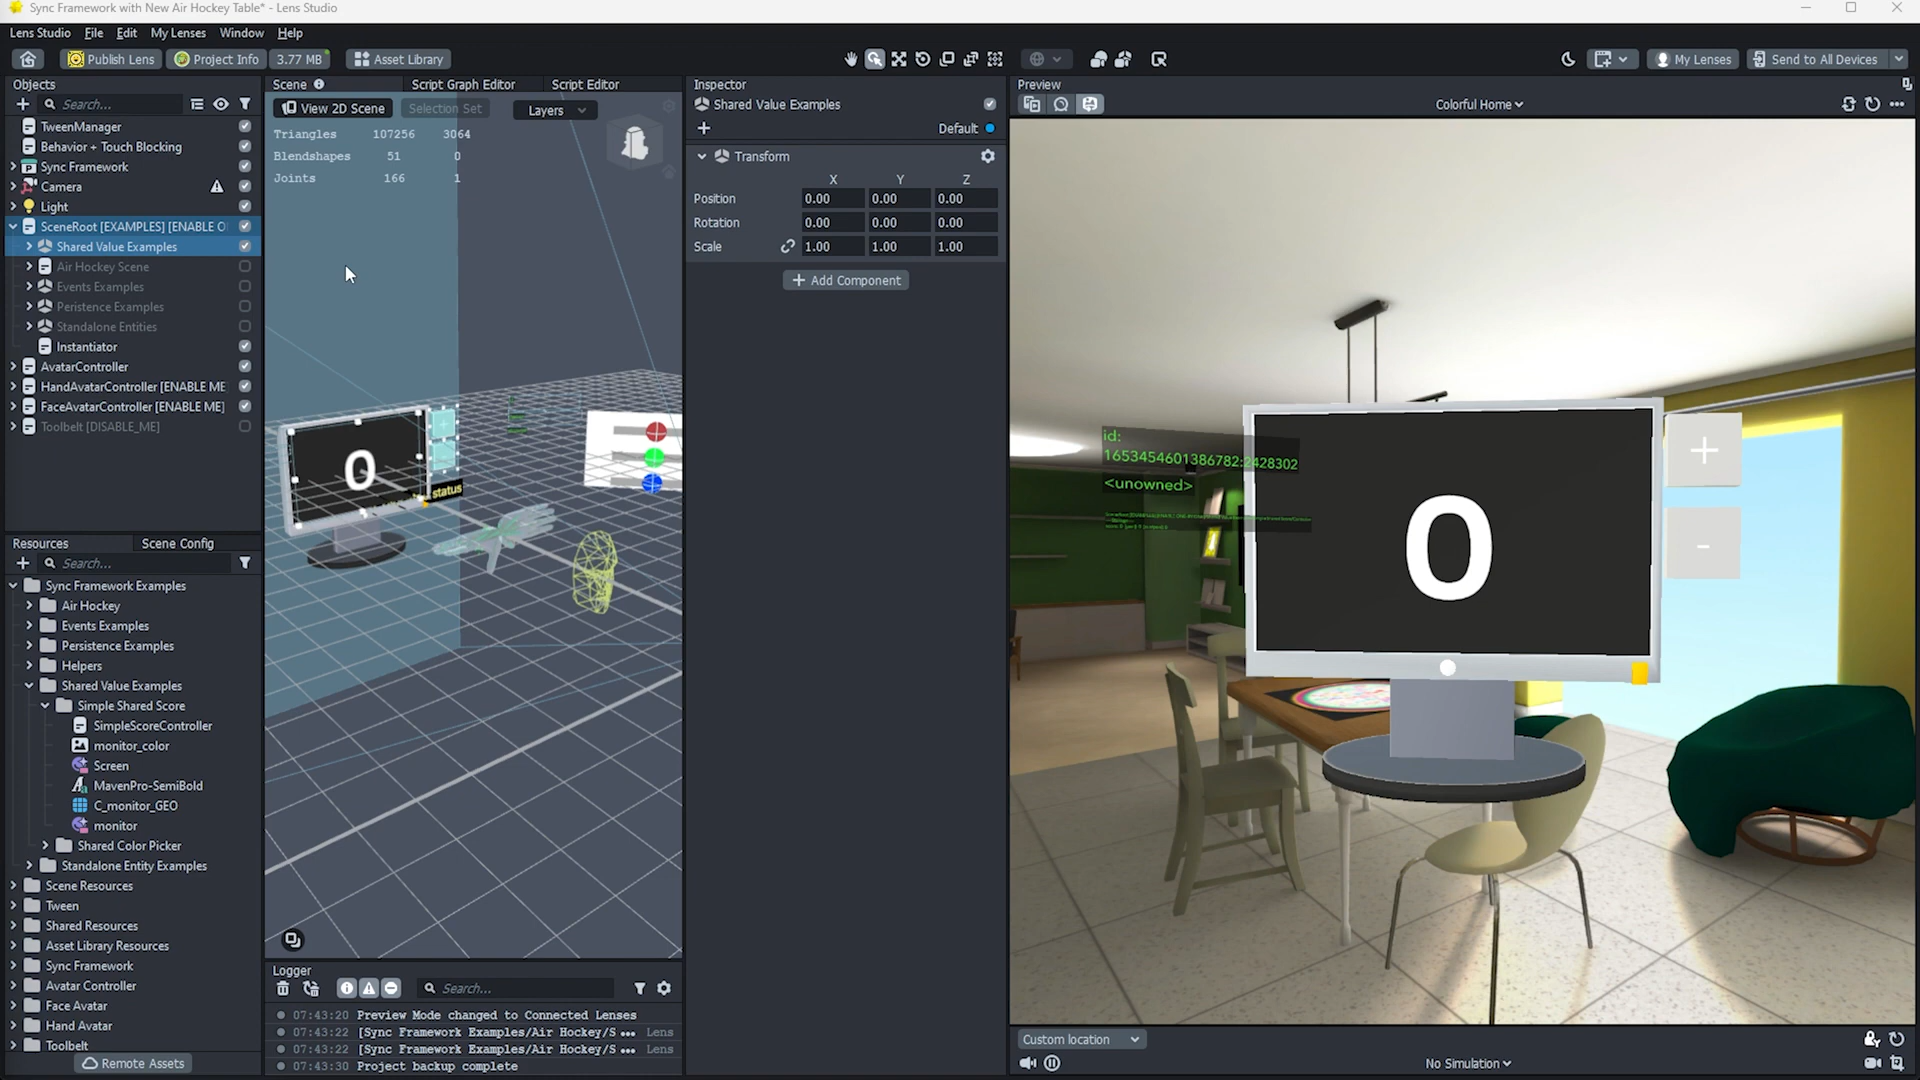 Sync Framework with New Air Hockey Table* - Lens Studio
Lens Studio File Edit My Lenses Window Help
Publish Lens Project Info 3.77 MB Asset Library My Lenses Send to All Devices
Objects
Search...
TweenManager
Behavior + Touch Blocking
Sync Framework
Camera
Light
SceneRoot [EXAMPLES] [ENABLE O
Shared Value Examples
Air Hockey Scene
Events Examples
Peristence Examples
Standalone Entities
Instantiator
AvatarController
HandAvatarController [ENABLE ME
FaceAvatarController [ENABLE ME]
Toolbelt [DISABLE_ME]
Resources Scene Config
Search...
Sync Framework Examples
Air Hockey
Events Examples
Persistence Examples
Helpers
Shared Value Examples
Simple Shared Score
SimpleScoreController
monitor_color
Screen
MavenPro-SemiBold
C_monitor_GEO
monitor
Shared Color Picker
Standalone Entity Examples
Scene Resources
Tween
Shared Resources
Asset Library Resources
Sync Framework
Avatar Controller
Face Avatar
Hand Avatar
Toolbelt
Remote Assets
Scene Script Graph Editor Script Editor
View 2D Scene Selection Set Layers
Triangles 107256 3064
Blendshapes 51 0
Joints 166 1
0
status
Logger
Search...
07:43:20 Preview Mode changed to Connected Lenses
07:43:22 [Sync Framework Examples/Air Hockey/S ••• Lens
07:43:22 [Sync Framework Examples/Air Hockey/S ••• Lens
07:43:30 Project backup complete
Inspector
Shared Value Examples
Default
Transform
X Y Z
Position 0.00 0.00 0.00
Rotation 0.00 0.00 0.00
Scale 1.00 1.00 1.00
+ Add Component
Preview
Colorful Home
id:
1653454601386782:2428302
<unowned>
0
+
-
Custom location
No Simulation